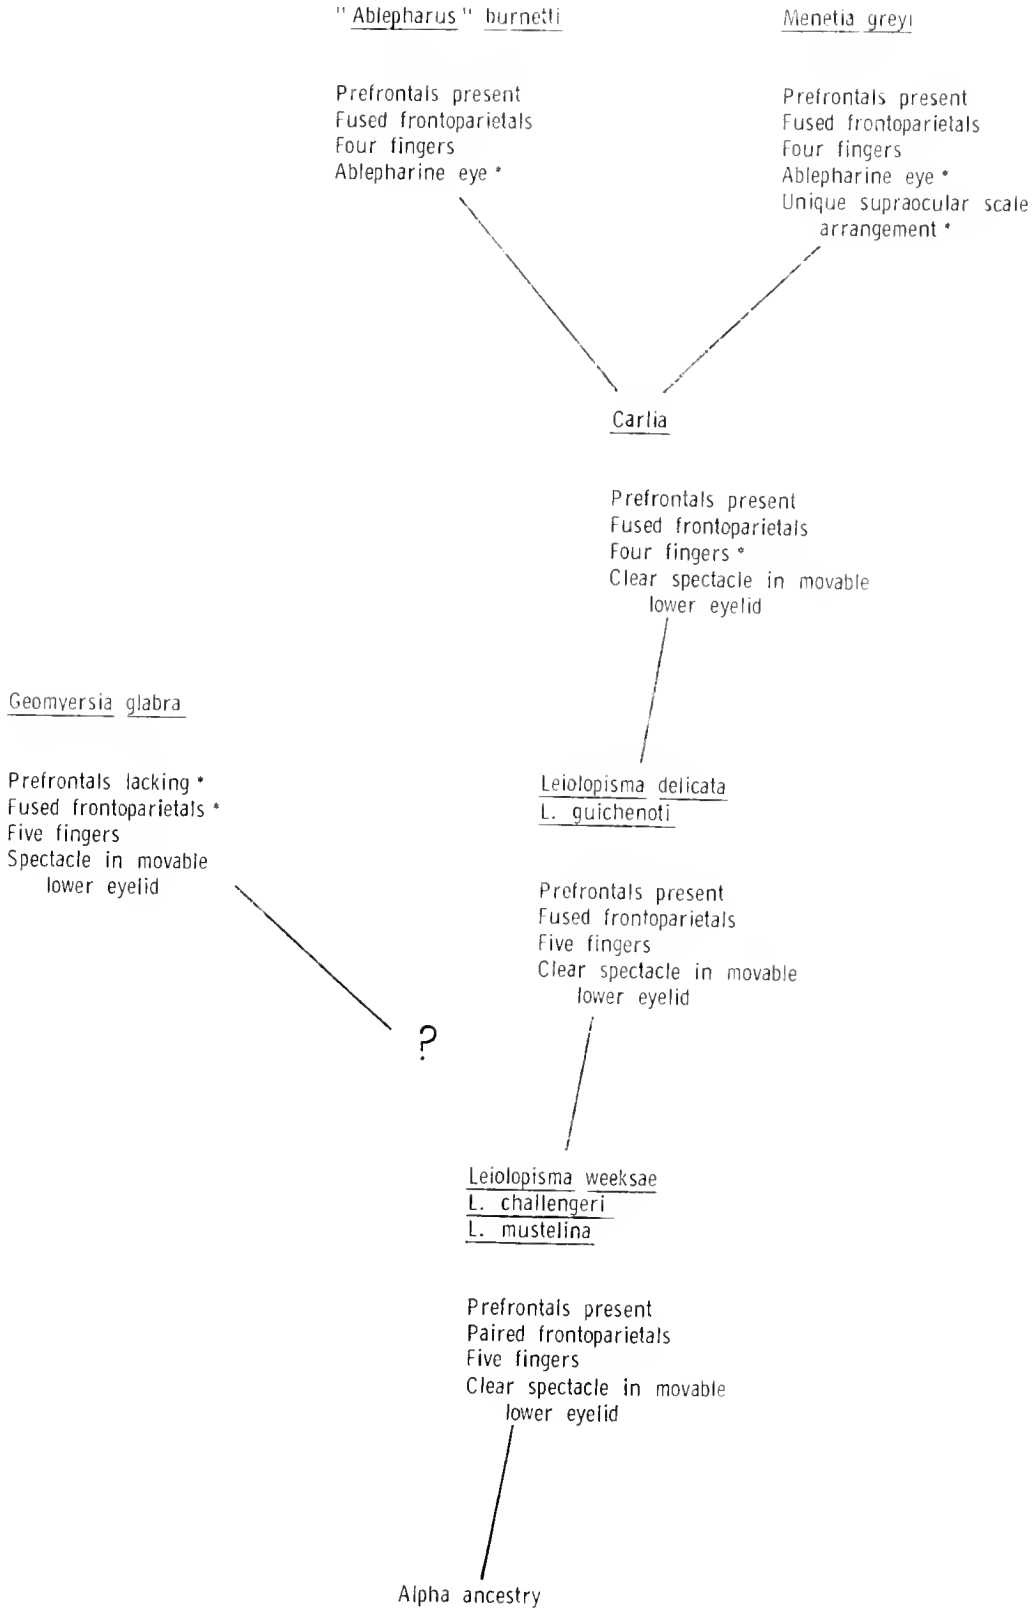 "Ablepharus" burnetti
Prefrontals present
Fused frontoparietals
Four fingers
Ablepharine eye *
Menetia greyi
Prefrontals present
Fused frontoparietals
Four fingers
Ablepharine eye *
Unique supraocular scale
arrangement *
Carlia
Prefrontals present
Fused frontoparietals
Four fingers *
Clear spectacle in movable
lower eyelid
Geomyersia glabra
Prefrontals lacking *
Fused frontoparietals *
Five fingers
Spectacle in movable
lower eyelid
Leiolopisma delicata
L. guichenoti
Prefrontals present
Fused frontoparietals
Five fingers
Clear spectacle in movable
lower eyelid
?
Leiolopisma weeksae
L. challengeri
L. mustelina
Prefrontals present
Paired frontoparietals
Five fingers
Clear spectacle in movable
lower eyelid
Alpha ancestry